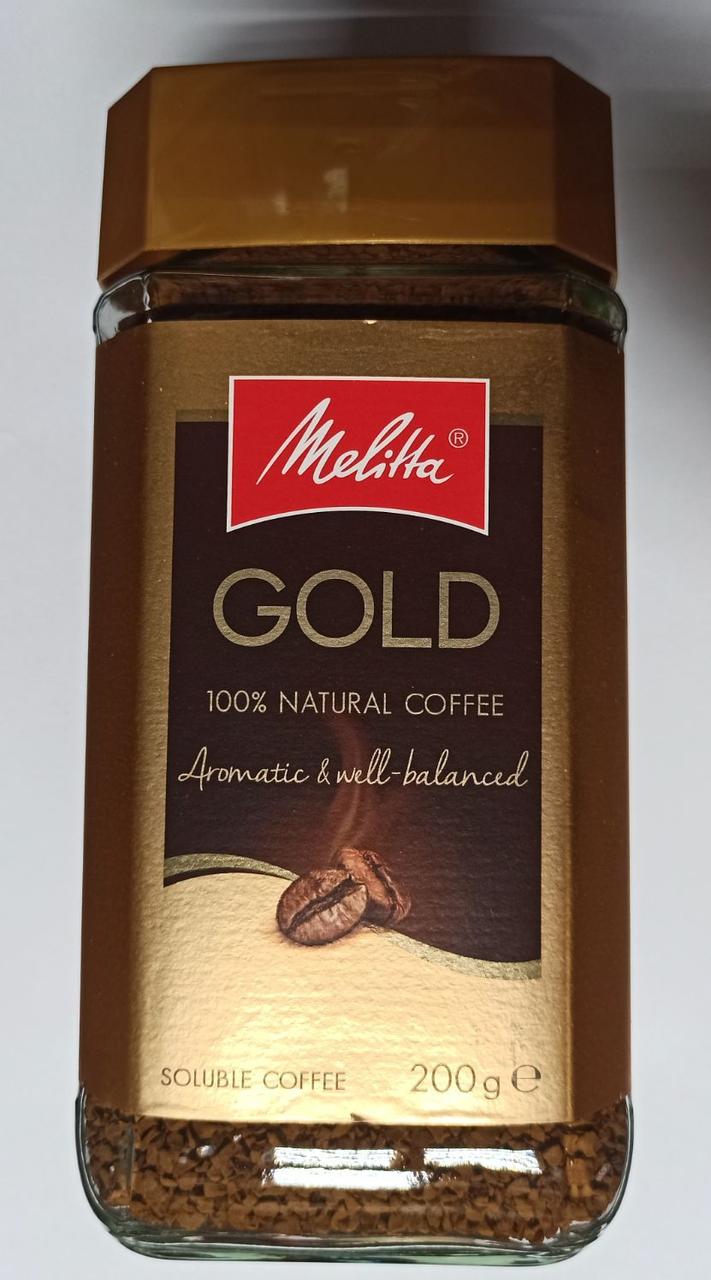 Melitta®
GOLD
100% NATURAL COFFEE
Aromatic & well-balanced
SOLUBLE COFFEE 200g ℮